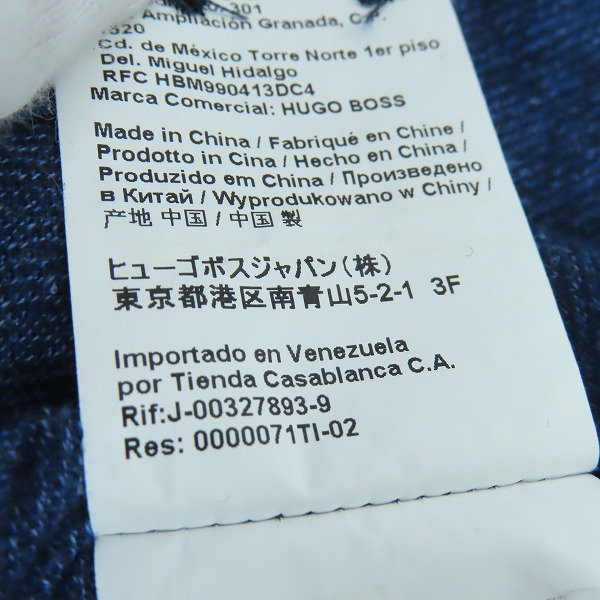 301
Ampliación Granada, C.P.
Cd. de México Torre Norte 1er piso
Del. Miguel Hidalgo
RFC HBM990413DC4
Marca Comercial: HUGO BOSS
Made in China / Fabriqué en Chine /
Prodotto in Cina / Hecho en China /
Produzido em China / Произведено
в Китай / Wyprodukowano w Chiny /
产地 中国 / 中国 製
ヒューゴボスジャパン(株)
東京都港区南青山5-2-1 3F
Importado en Venezuela
por Tienda Casablanca C.A.
Rif:J-00327893-9
Res: 0000071TI-02